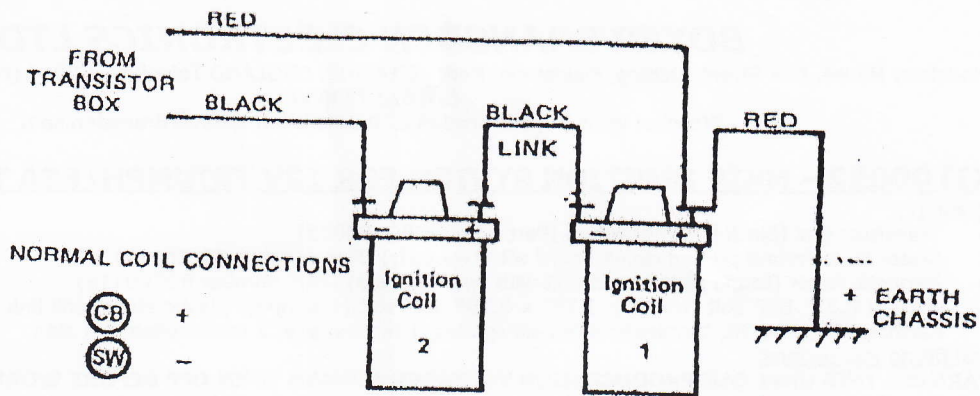 RED
FROM
TRANSISTOR
BOX
BLACK
BLACK
LINK
RED
− +
− +
NORMAL COIL CONNECTIONS
CB +
SW −
Ignition
Coil
2
Ignition
Coil
1
+ EARTH
CHASSIS